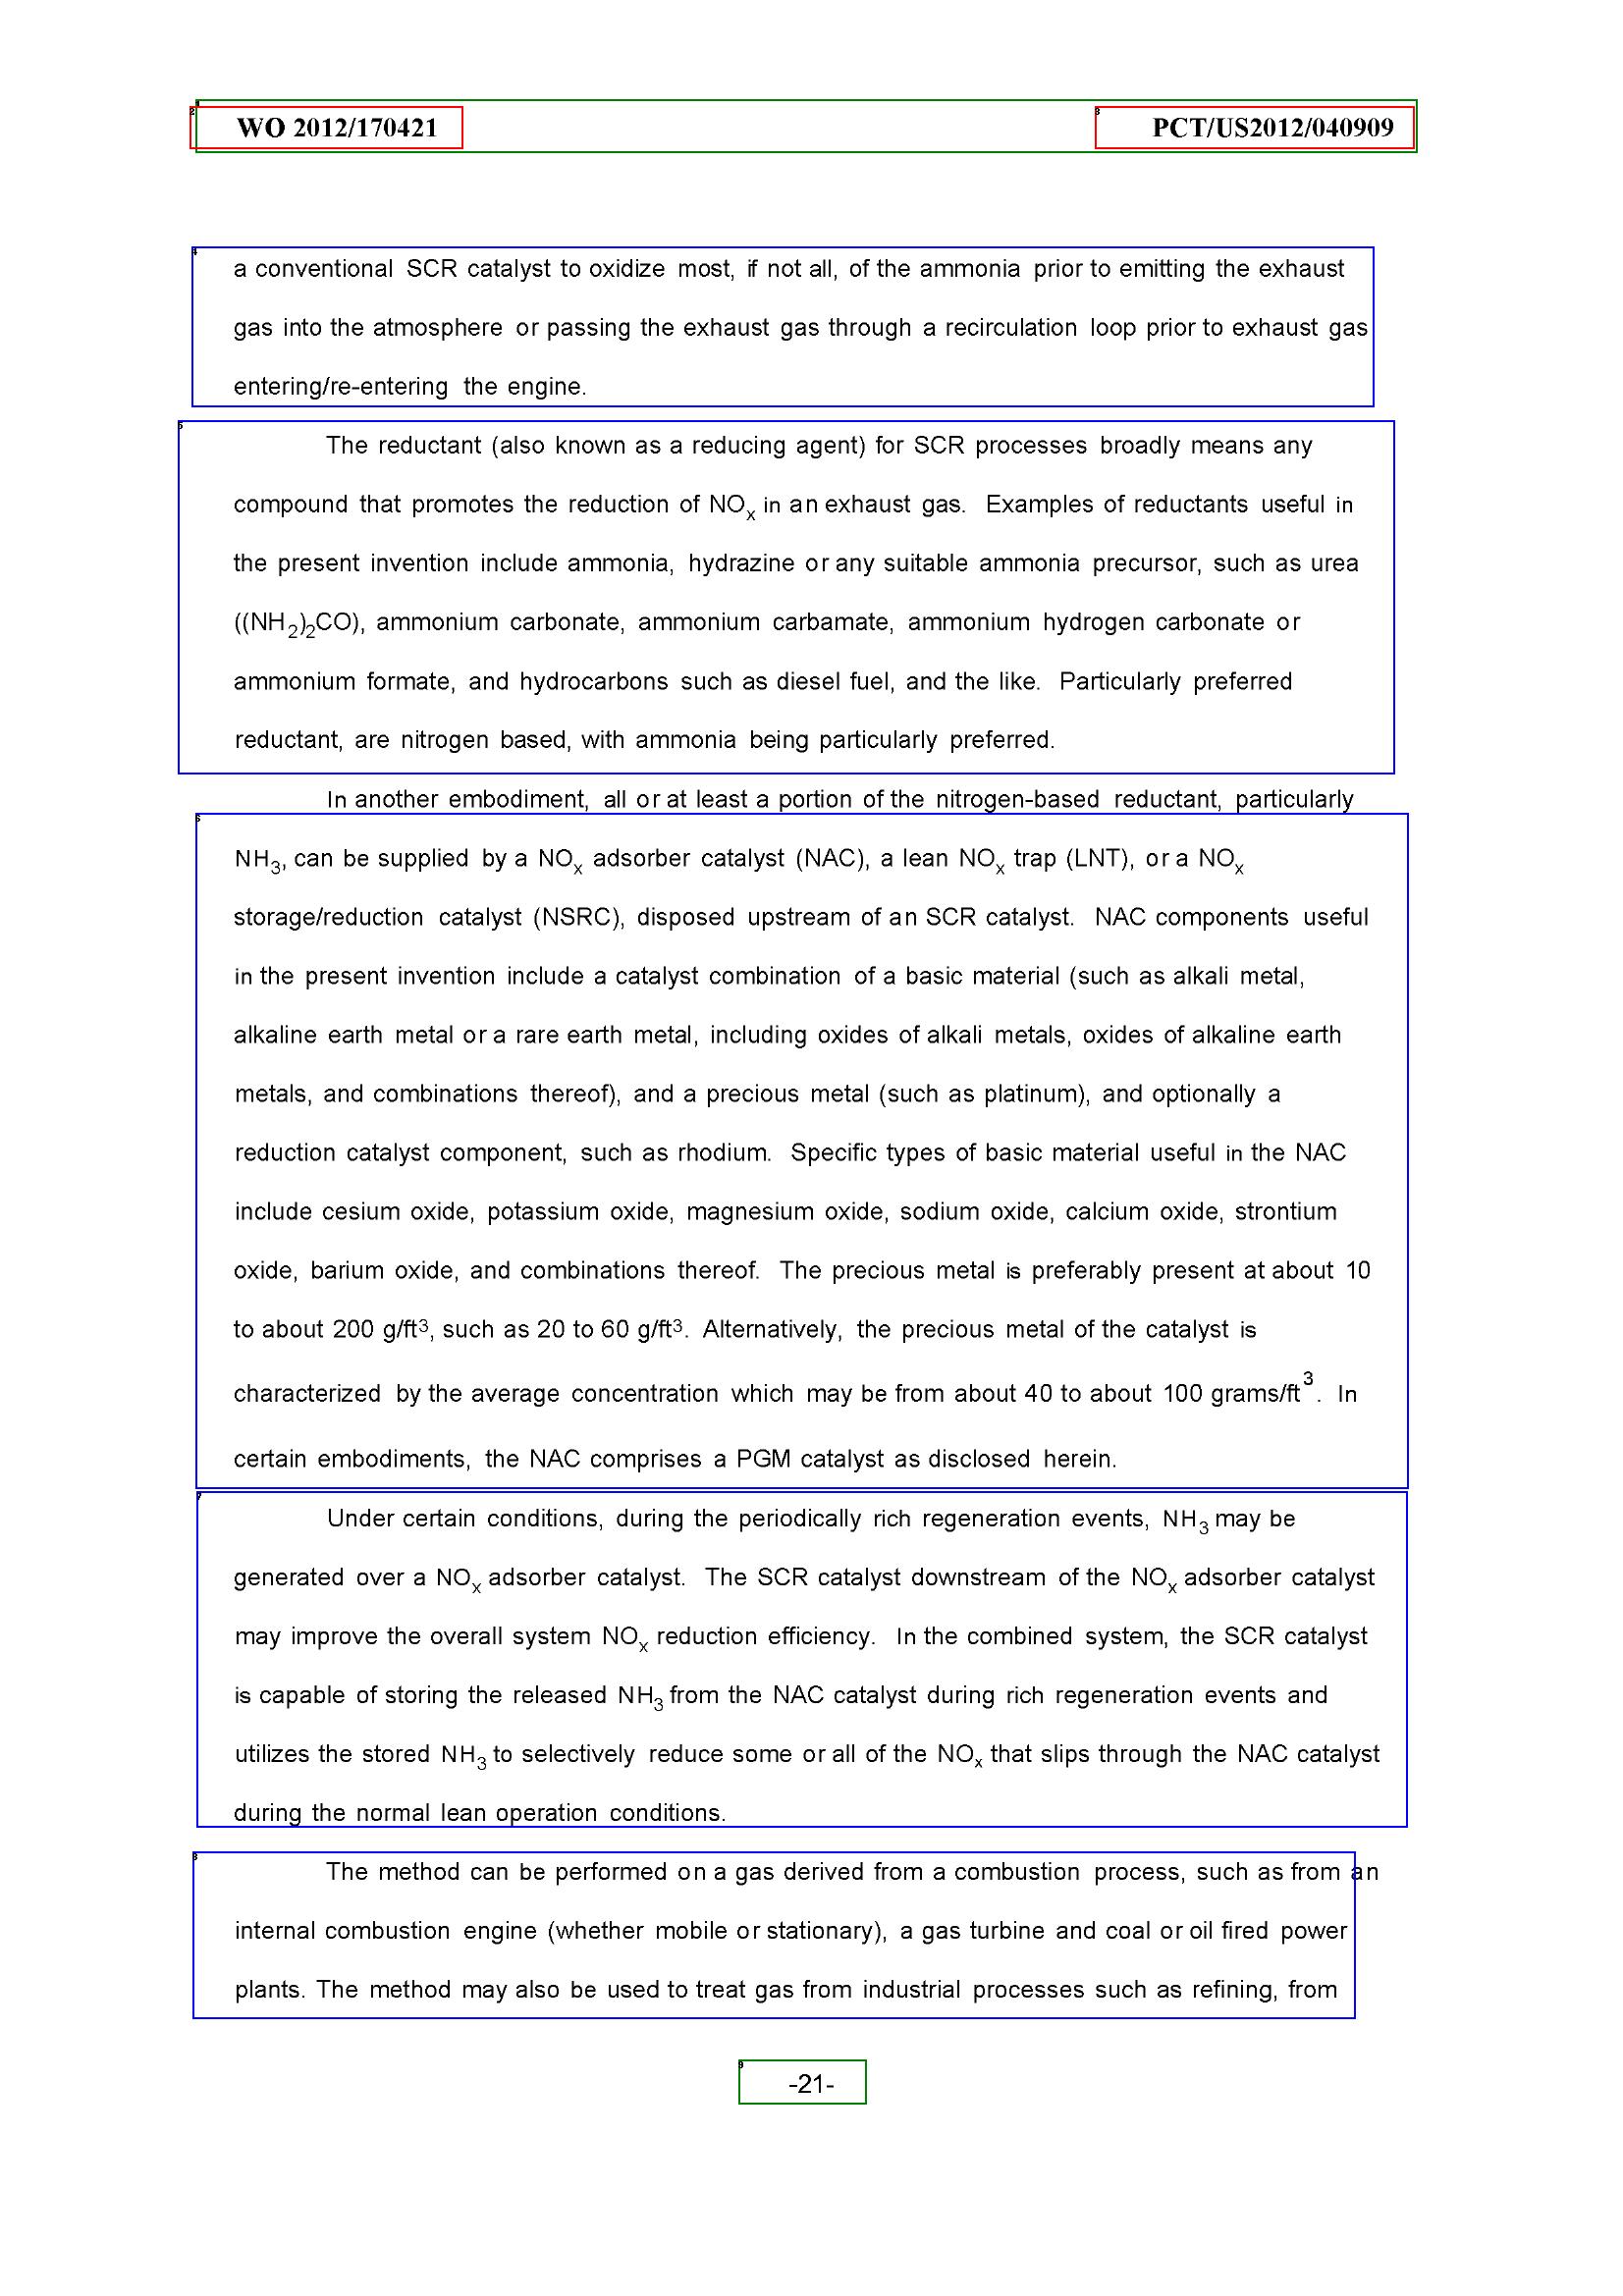 WO 2012/170421 PCT/US2012/040909
a conventional SCR catalyst to oxidize most, if not all, of the ammonia prior to emitting the exhaust
gas into the atmosphere or passing the exhaust gas through a recirculation loop prior to exhaust gas
entering/re-entering the engine.
The reductant (also known as a reducing agent) for SCR processes broadly means any
compound that promotes the reduction of NOx in an exhaust gas. Examples of reductants useful in
the present invention include ammonia, hydrazine or any suitable ammonia precursor, such as urea
((NH2)2CO), ammonium carbonate, ammonium carbamate, ammonium hydrogen carbonate or
ammonium formate, and hydrocarbons such as diesel fuel, and the like. Particularly preferred
reductant, are nitrogen based, with ammonia being particularly preferred.
In another embodiment, all or at least a portion of the nitrogen-based reductant, particularly
NH3, can be supplied by a NOx adsorber catalyst (NAC), a lean NOx trap (LNT), or a NOx
storage/reduction catalyst (NSRC), disposed upstream of an SCR catalyst. NAC components useful
in the present invention include a catalyst combination of a basic material (such as alkali metal,
alkaline earth metal or a rare earth metal, including oxides of alkali metals, oxides of alkaline earth
metals, and combinations thereof), and a precious metal (such as platinum), and optionally a
reduction catalyst component, such as rhodium. Specific types of basic material useful in the NAC
include cesium oxide, potassium oxide, magnesium oxide, sodium oxide, calcium oxide, strontium
oxide, barium oxide, and combinations thereof. The precious metal is preferably present at about 10
to about 200 g/ft3, such as 20 to 60 g/ft3. Alternatively, the precious metal of the catalyst is
characterized by the average concentration which may be from about 40 to about 100 grams/ft3. In
certain embodiments, the NAC comprises a PGM catalyst as disclosed herein.
Under certain conditions, during the periodically rich regeneration events, NH3 may be
generated over a NOx adsorber catalyst. The SCR catalyst downstream of the NOx adsorber catalyst
may improve the overall system NOx reduction efficiency. In the combined system, the SCR catalyst
is capable of storing the released NH3 from the NAC catalyst during rich regeneration events and
utilizes the stored NH3 to selectively reduce some or all of the NOx that slips through the NAC catalyst
during the normal lean operation conditions.
The method can be performed on a gas derived from a combustion process, such as from an
internal combustion engine (whether mobile or stationary), a gas turbine and coal or oil fired power
plants. The method may also be used to treat gas from industrial processes such as refining, from
-21-